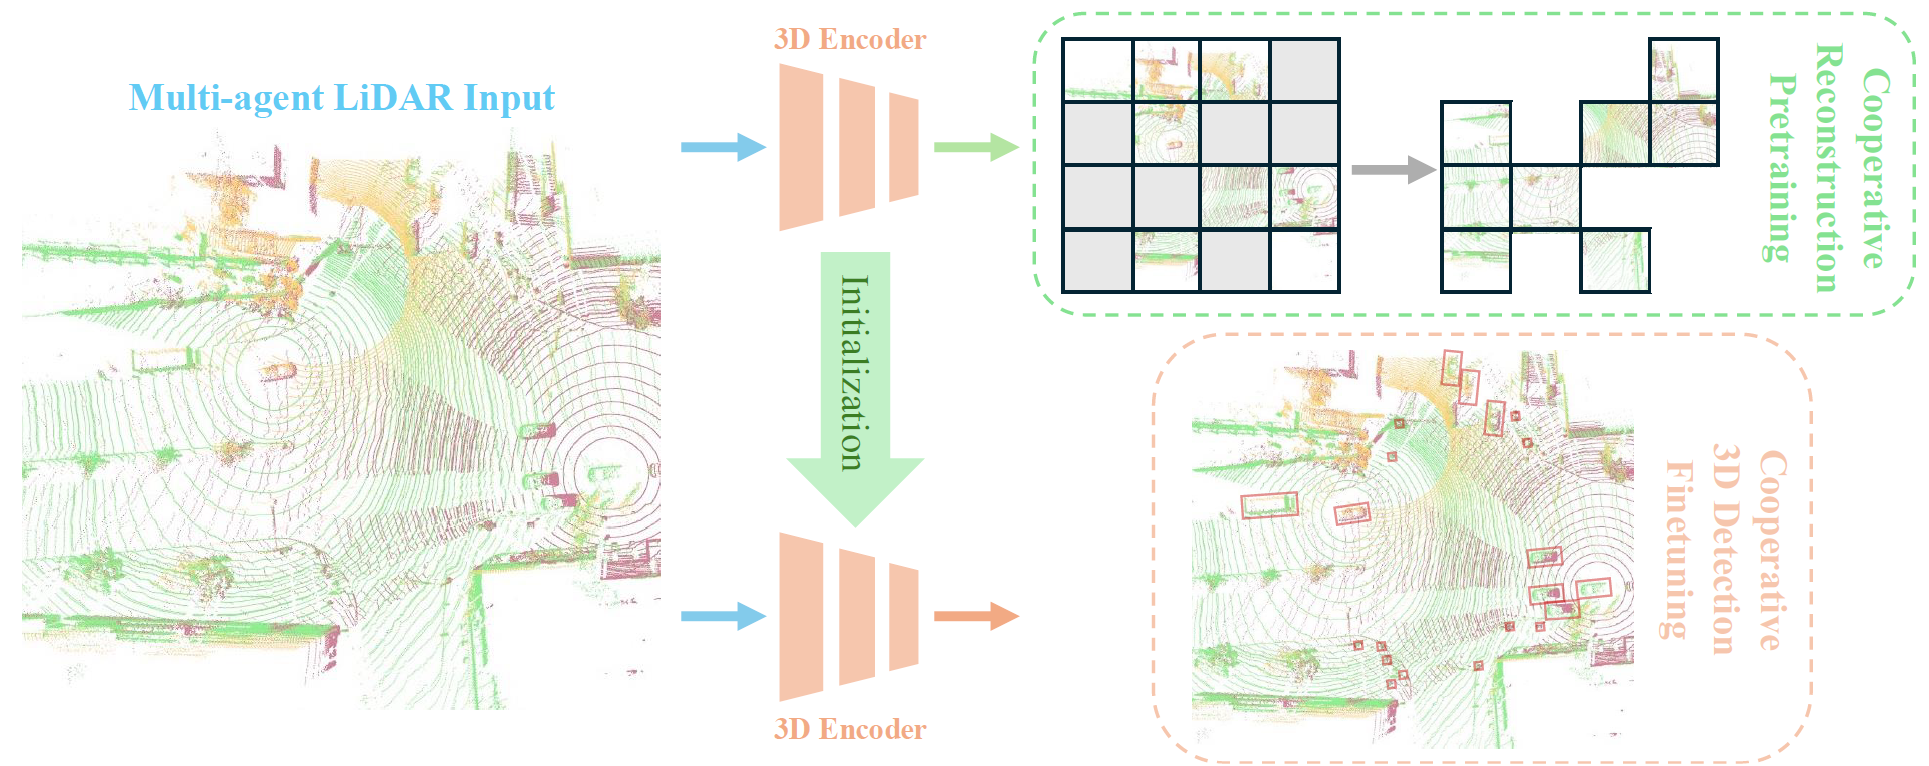 Multi-agent LiDAR Input
3D Encoder
Cooperative
Reconstruction
Pretraining
Initialization
3D Encoder
Cooperative
3D Detection
Finetuning